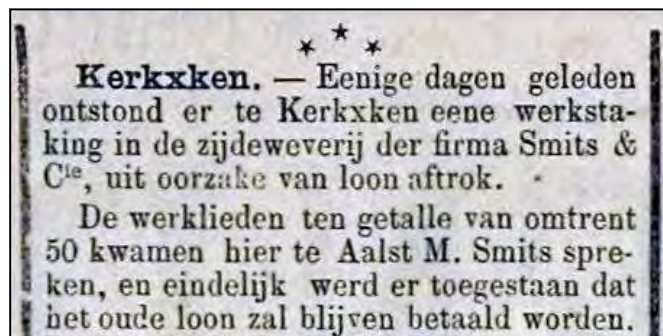 Kerkxken. — Eenige dagen geleden
ontstond er te Kerkxken eene werksta-
king in de zijdeweverij der firma Smits &
Cie, uit oorzake van loon aftrok.
De werklieden ten getalle van omtrent
50 kwamen hier te Aalst M. Smits spre-
ken, en eindelijk werd er toegestaan dat
het oude loon zal blijven betaald worden.